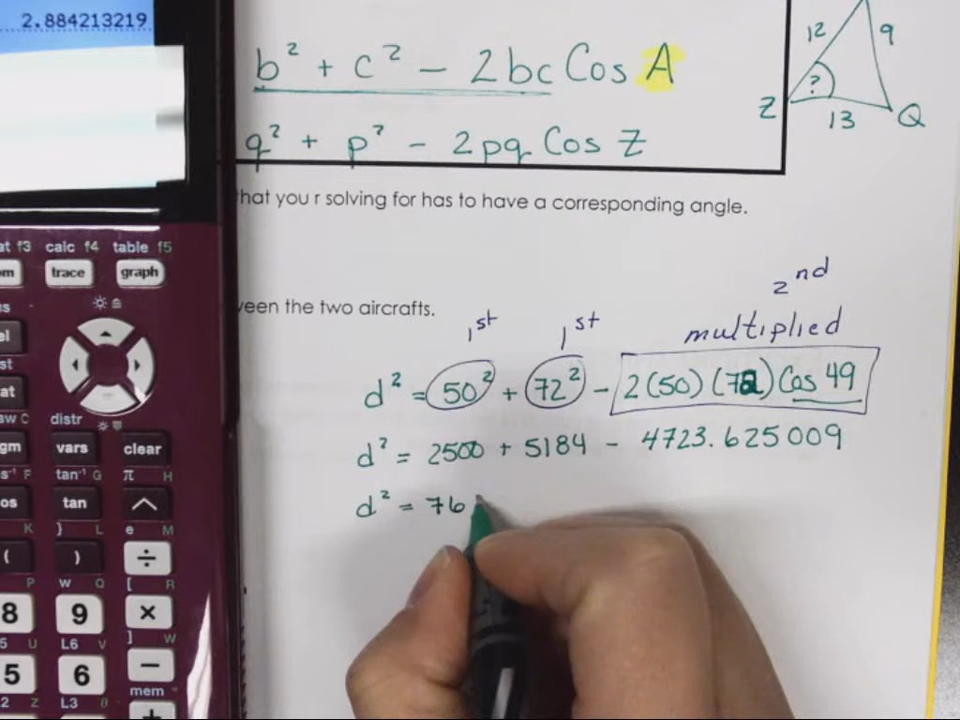 2.884213219
b² + c² - 2bc Cos A
12 9
?
Z 13 Q
q² + p² - 2pq Cos Z
hat you r solving for has to have a corresponding angle.
f3 calc f4 table f5
trace graph
ween the two aircrafts.
1st 1st 2nd
multiplied
d² = 50² + 72² - 2(50)(72) Cos 49
d² = 2500 + 5184 - 4723.625009
d² = 76
distr
vars clear
tan⁻¹ G π H
tan ^
K } L e M
( ) ÷
P W Q [ R
8 9 ×
U L6 V ] W
5 6 −
2 Z L3 mem "
+